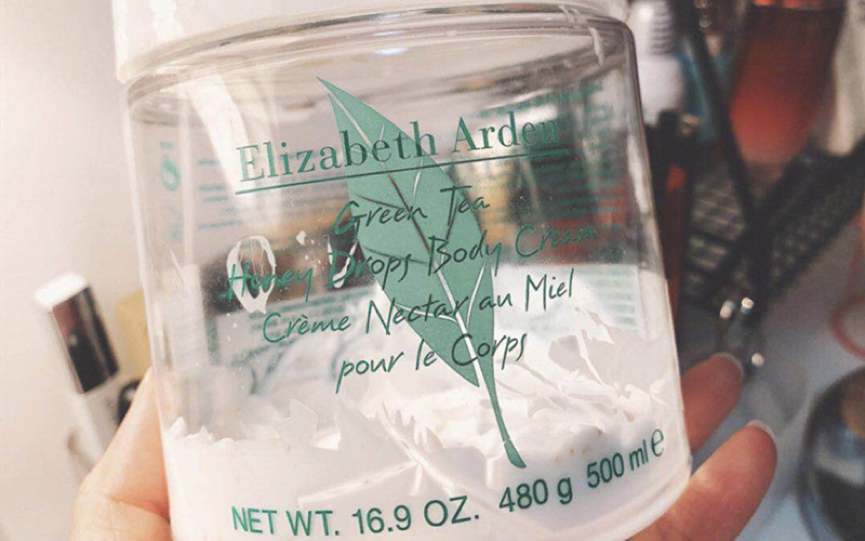 Elizabeth Arden
Green Tea
Honey Drops Body Cream
Crème Nectar au Miel
pour le Corps
NET WT. 16.9 OZ. 480 g 500 ml e